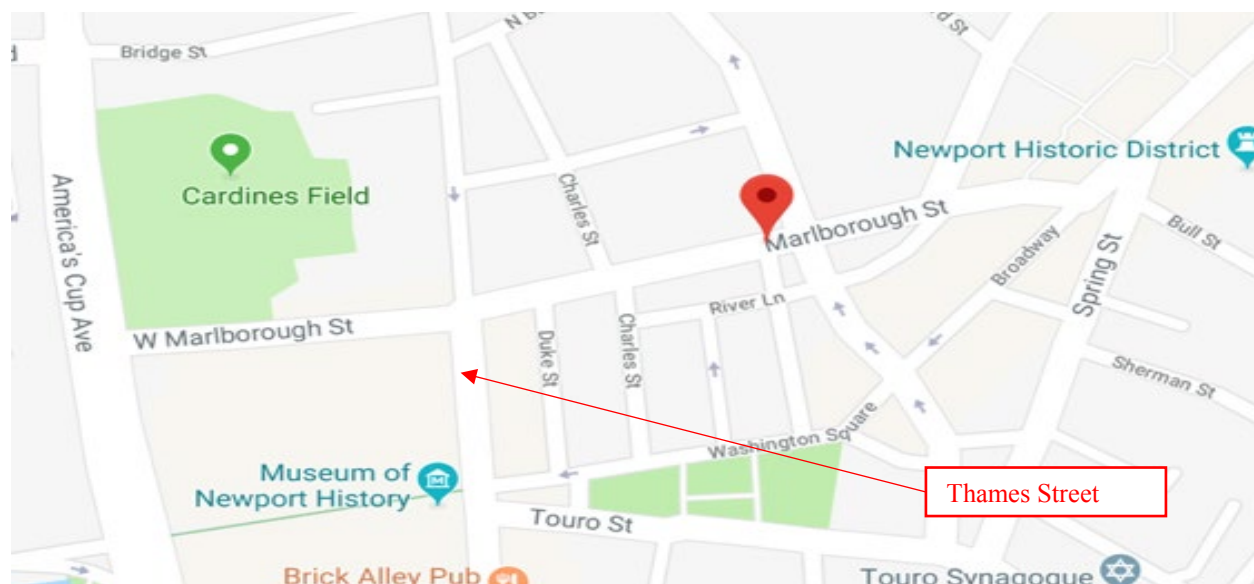 Bridge St
Cardines Field
America's Cup Ave
W Marlborough St
Charles St
Newport Historic District
Marlborough St
Bull St
Broadway
Spring St
River Ln
Duke St
Charles St
Sherman St
Washington Square
Museum of
Newport History
Thames Street
Touro St
Brick Alley Pub
Touro Synagogue